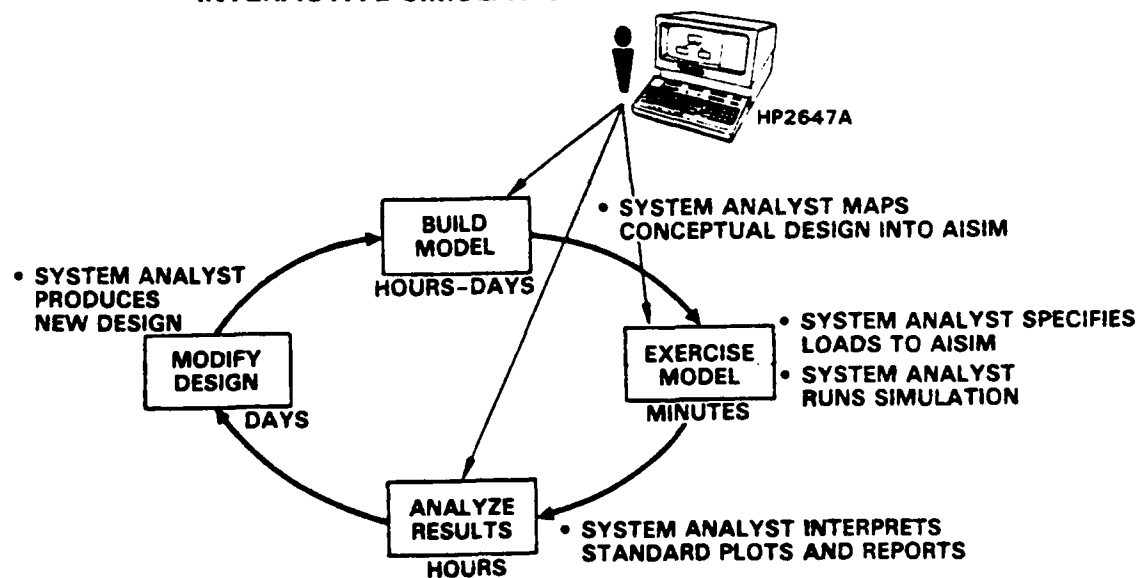 HP2647A
BUILD
MODEL
HOURS-DAYS
• SYSTEM ANALYST MAPS
CONCEPTUAL DESIGN INTO AISIM
• SYSTEM ANALYST
PRODUCES
NEW DESIGN
MODIFY
DESIGN
DAYS
EXERCISE
MODEL
MINUTES
• SYSTEM ANALYST SPECIFIES
LOADS TO AISIM
• SYSTEM ANALYST
RUNS SIMULATION
ANALYZE
RESULTS
HOURS
• SYSTEM ANALYST INTERPRETS
STANDARD PLOTS AND REPORTS